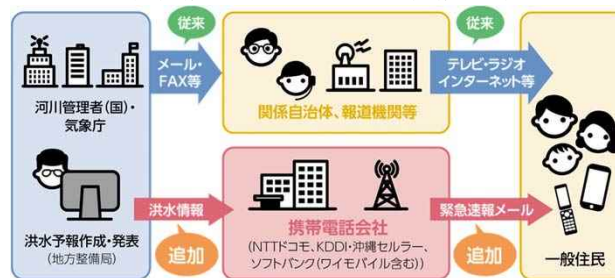 従来
従来
メール・
FAX等
テレビ・ラジオ
インターネット等
河川管理者(国)・
気象庁
関係自治体、報道機関等
洪水情報
緊急速報メール
追加
追加
携帯電話会社
(NTTドコモ、KDDI・沖縄セルラー、
ソフトバンク(ワイモバイル含む))
洪水予報作成・発表
(地方整備局)
一般住民